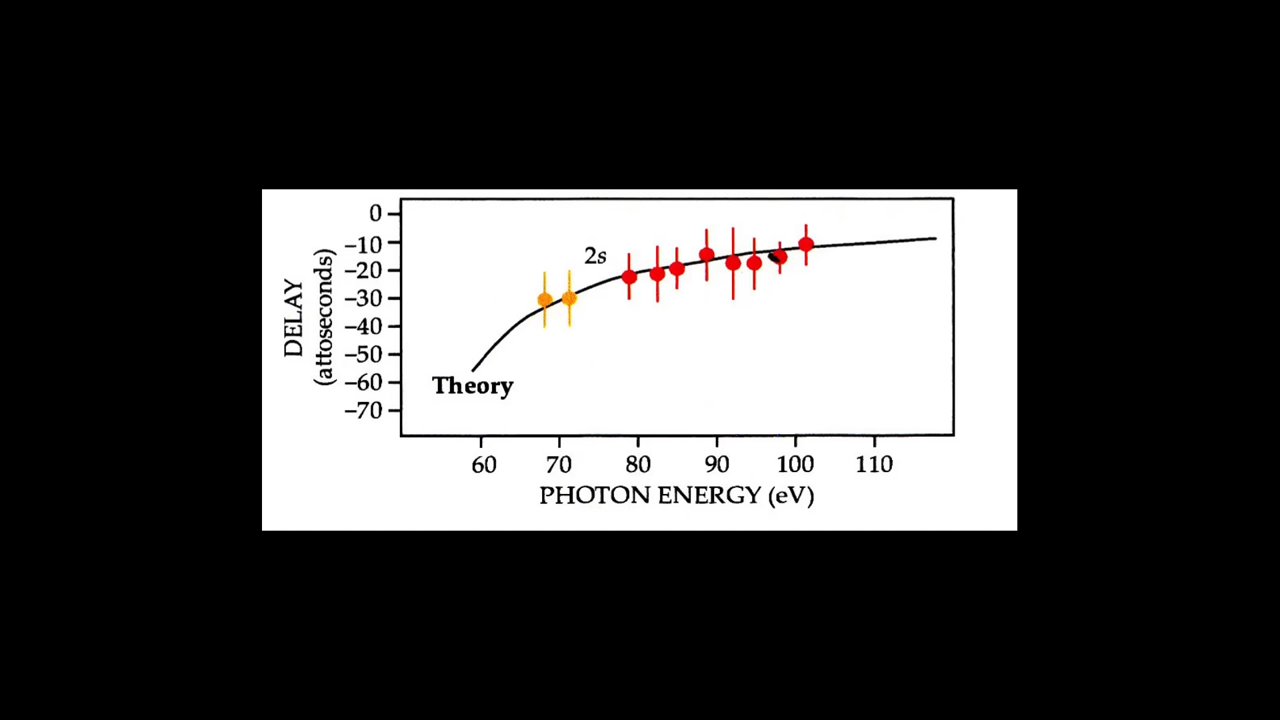 0
–10
–20
–30
–40
–50
–60
–70
DELAY
(attoseconds)
2s
Theory
60 70 80 90 100 110
PHOTON ENERGY (eV)